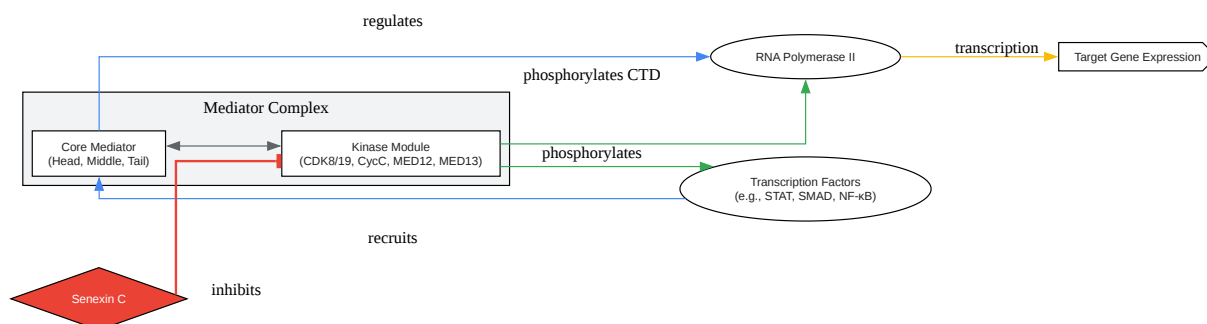 regulates
RNA Polymerase II
transcription
Target Gene Expression
phosphorylates CTD
Mediator Complex
Core Mediator
(Head, Middle, Tail)
Kinase Module
(CDK8/19, CycC, MED12, MED13)
phosphorylates
Transcription Factors
(e.g., STAT, SMAD, NF-κB)
recruits
inhibits
Senexin C